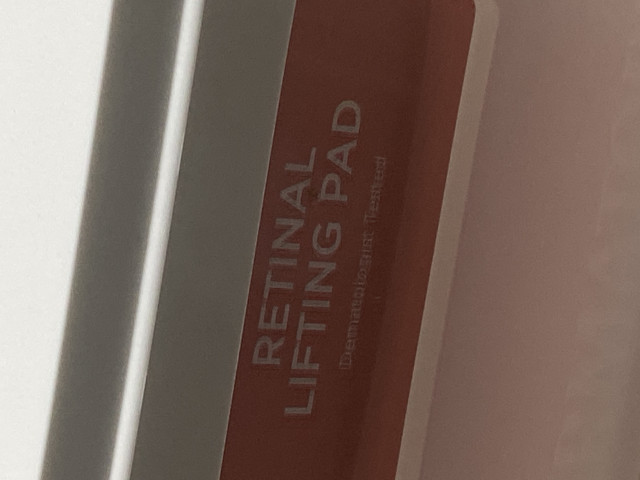 RETINAL
LIFTING PAD
Dermatologist Tested